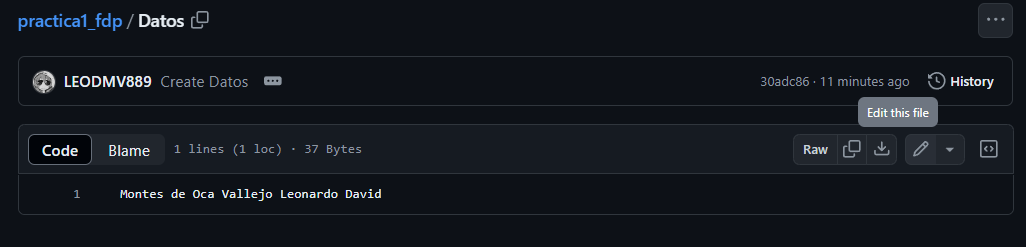 practica1_fdp / Datos
LEODMV889 Create Datos
30adc86 · 11 minutes ago History
Edit this file
Code Blame 1 lines (1 loc) · 37 Bytes Raw
1 Montes de Oca Vallejo Leonardo David